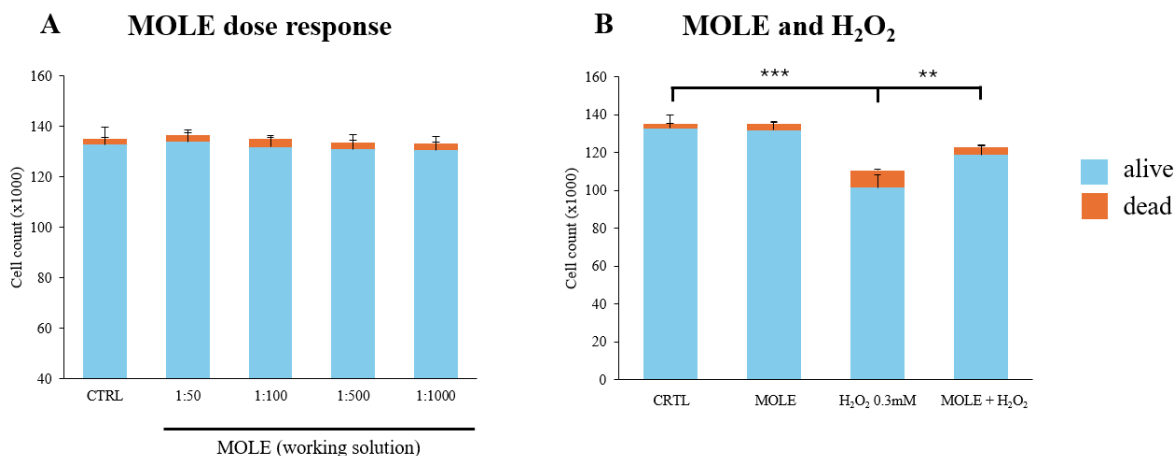 A MOLE dose response
160
140
120
100
80
60
40
Cell count (x1000)
CTRL 1:50 1:100 1:500 1:1000
MOLE (working solution)
B MOLE and H₂O₂
160
140
120
100
80
60
40
20
0
Cell count (x1000)
*** **
CRTL MOLE H₂O₂ 0.3mM MOLE + H₂O₂
alive
dead